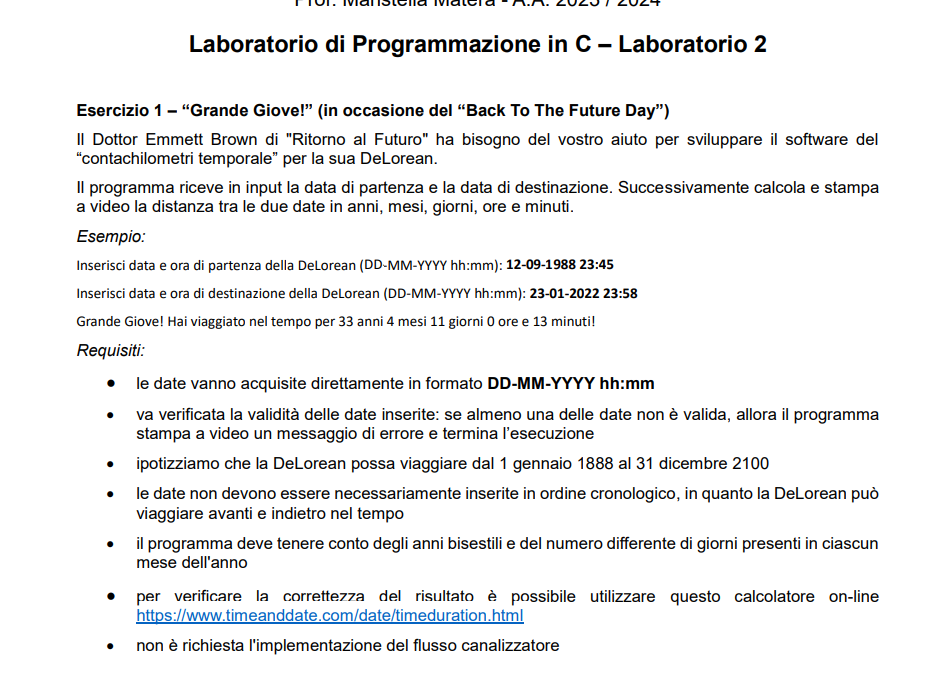 Prof. Maristella Matera - A.A. 2023 / 2024
Laboratorio di Programmazione in C – Laboratorio 2
Esercizio 1 – “Grande Giove!” (in occasione del “Back To The Future Day”)
Il Dottor Emmett Brown di "Ritorno al Futuro" ha bisogno del vostro aiuto per sviluppare il software del
“contachilometri temporale” per la sua DeLorean.
Il programma riceve in input la data di partenza e la data di destinazione. Successivamente calcola e stampa
a video la distanza tra le due date in anni, mesi, giorni, ore e minuti.
Esempio:
Inserisci data e ora di partenza della DeLorean (DD-MM-YYYY hh:mm): 12-09-1988 23:45
Inserisci data e ora di destinazione della DeLorean (DD-MM-YYYY hh:mm): 23-01-2022 23:58
Grande Giove! Hai viaggiato nel tempo per 33 anni 4 mesi 11 giorni 0 ore e 13 minuti!
Requisiti:
• le date vanno acquisite direttamente in formato DD-MM-YYYY hh:mm
• va verificata la validità delle date inserite: se almeno una delle date non è valida, allora il programma
stampa a video un messaggio di errore e termina l’esecuzione
• ipotizziamo che la DeLorean possa viaggiare dal 1 gennaio 1888 al 31 dicembre 2100
• le date non devono essere necessariamente inserite in ordine cronologico, in quanto la DeLorean può
viaggiare avanti e indietro nel tempo
• il programma deve tenere conto degli anni bisestili e del numero differente di giorni presenti in ciascun
mese dell'anno
• per verificare la correttezza del risultato è possibile utilizzare questo calcolatore on-line
https://www.timeanddate.com/date/timeduration.html
• non è richiesta l'implementazione del flusso canalizzatore